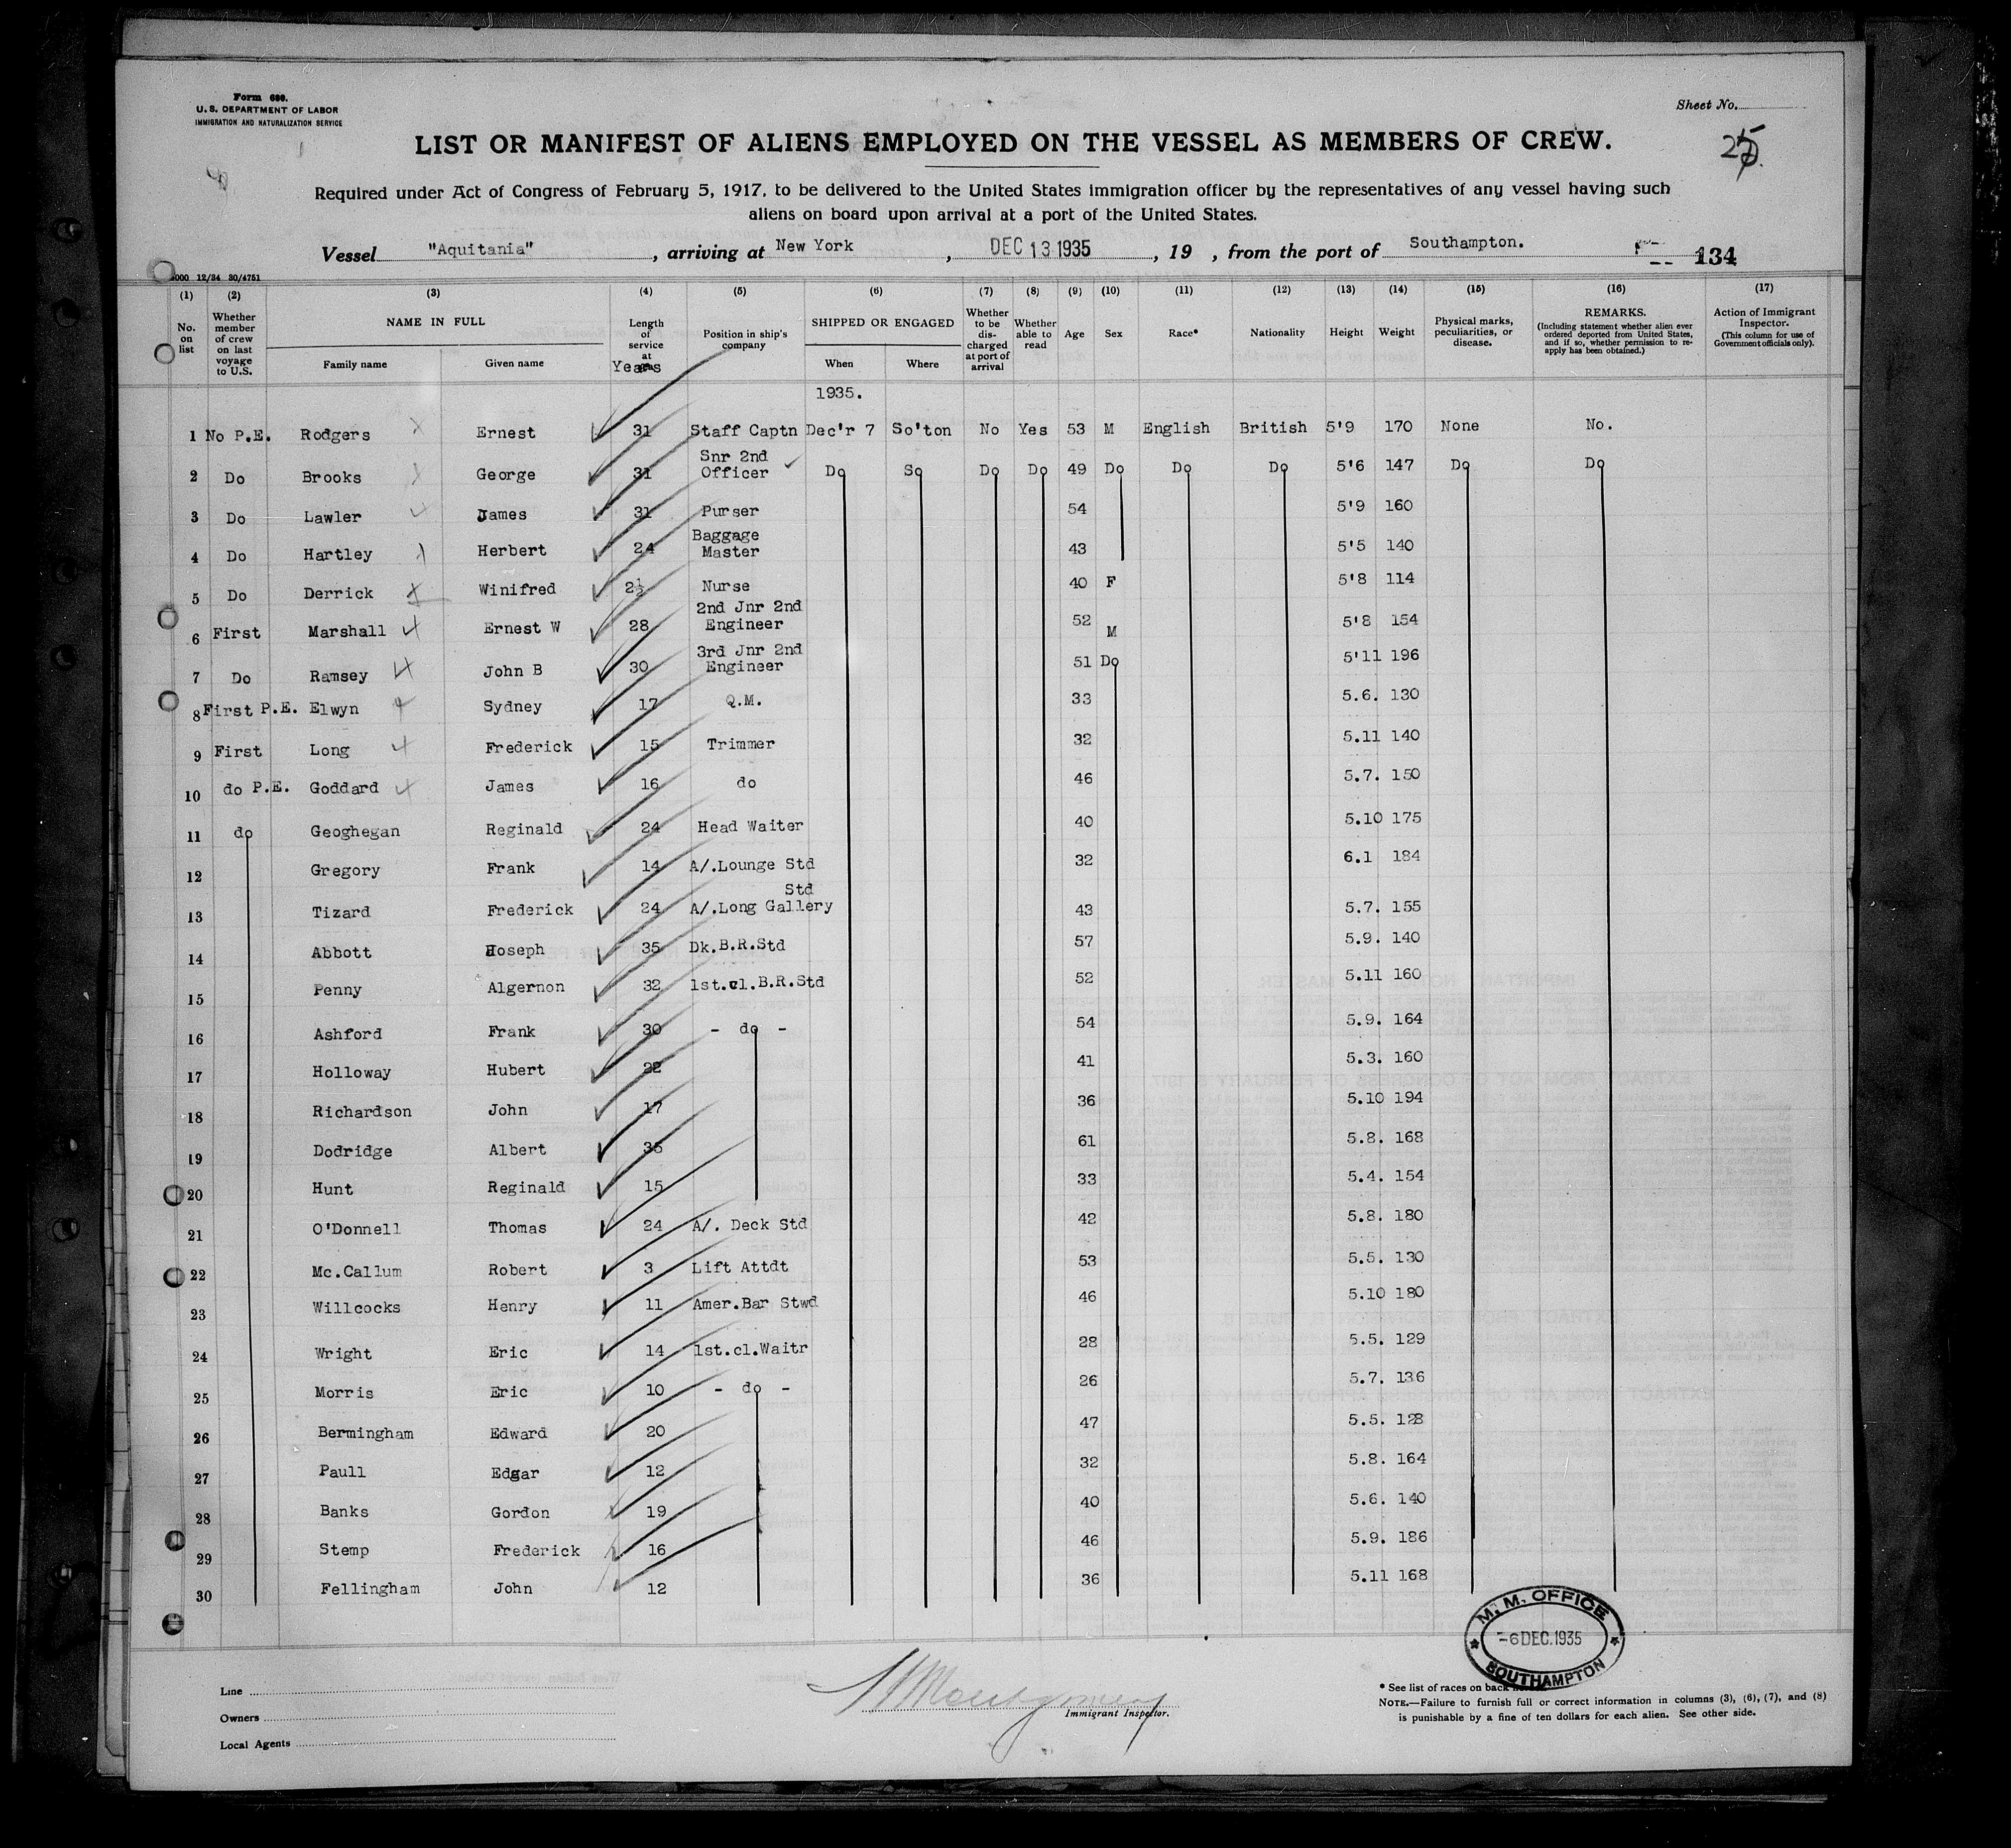 Form 689.
U. S. DEPARTMENT OF LABOR
IMMIGRATION AND NATURALIZATION SERVICE
Sheet No.
25
LIST OR MANIFEST OF ALIENS EMPLOYED ON THE VESSEL AS MEMBERS OF CREW.
Required under Act of Congress of February 5, 1917, to be delivered to the United States immigration officer by the representatives of any vessel having such
aliens on board upon arrival at a port of the United States.
Vessel "Aquitania", arriving at New York, DEC 13 1935, 19 , from the port of Southampton. 134
000 12/34 30/4751
(1) (2) (3) (4) (5) (6) (7) (8) (9) (10) (11) (12) (13) (14) (15) (16) (17)
No. on list
Whether member of crew on last voyage to U.S.
NAME IN FULL
Family name
Given name
Length of service at Years
Position in ship's company
SHIPPED OR ENGAGED
When
Where
Whether to be discharged at port of arrival
Whether able to read
Age
Sex
Race*
Nationality
Height
Weight
Physical marks, peculiarities, or disease.
REMARKS.
(Including statement whether alien ever ordered deported from United States, and if so, whether permission to reapply has been obtained.)
Action of Immigrant Inspector.
(This column for use of Government officials only).
1935.
1 No P.E. Rodgers Ernest 31 Staff Captn Dec'r 7 So'ton No Yes 53 M English British 5'9 170 None No.
2 Do Brooks George 31 Snr 2nd Officer Do So Do Do 49 Do Do Do 5'6 147 Do Do
3 Do Lawler James 31 Purser 54 5'9 160
4 Do Hartley Herbert 24 Baggage Master 43 5'5 140
5 Do Derrick Winifred 2½ Nurse 40 F 5'8 114
6 First Marshall Ernest W 28 2nd Jnr 2nd Engineer 52 M 5'8 154
7 Do Ramsey John B 30 3rd Jnr 2nd Engineer 51 Do 5'11 196
8 First P.E. Elwyn Sydney 17 Q.M. 33 5.6. 130
9 First Long Frederick 15 Trimmer 32 5.11 140
10 do P.E. Goddard James 16 do 46 5.7. 150
11 do Geoghegan Reginald 24 Head Waiter 40 5.10 175
12 Gregory Frank 14 A/.Lounge Std 32 6.1 184
13 Tizard Frederick 24 A/.Long Gallery Std 43 5.7. 155
14 Abbott Hoseph 35 Dk.B.R.Std 57 5.9. 140
15 Penny Algernon 32 1st.cl.B.R.Std 52 5.11 160
16 Ashford Frank 30 - do - 54 5.9. 164
17 Holloway Hubert 22 41 5.3. 160
18 Richardson John 17 36 5.10 194
19 Dodridge Albert 35 61 5.8. 168
20 Hunt Reginald 15 33 5.4. 154
21 O'Donnell Thomas 24 A/. Deck Std 42 5.8. 180
22 Mc.Callum Robert 3 Lift Attdt 53 5.5. 130
23 Willcocks Henry 11 Amer.Bar Stwd 46 5.10 180
24 Wright Eric 14 1st.cl.Waitr 28 5.5. 129
25 Morris Eric 10 - do - 26 5.7. 136
26 Bermingham Edward 20 47 5.5. 128
27 Paull Edgar 12 32 5.8. 164
28 Banks Gordon 19 40 5.6. 140
29 Stemp Frederick 16 46 5.9. 186
30 Fellingham John 12 36 5.11 168
M. M. OFFICE
-6 DEC. 1935
SOUTHAMPTON
Line
Owners
Local Agents
Montgomery
Immigrant Inspector.
* See list of races on back
NOTE.—Failure to furnish full or correct information in columns (3), (6), (7), and (8)
is punishable by a fine of ten dollars for each alien. See other side.